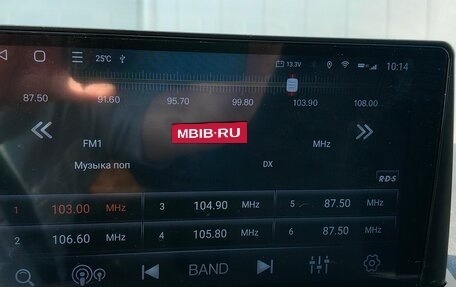 25°C 13.3V 10:14
87.50 91.60 95.70 99.80 103.90 108.00
MBIB·RU
FM1 MHz
Музыка поп DX
R·D·S
1 103.00 MHz 3 104.90 MHz 5 87.50 MHz
2 106.60 MHz 4 105.80 MHz 6 87.50 MHz
BAND